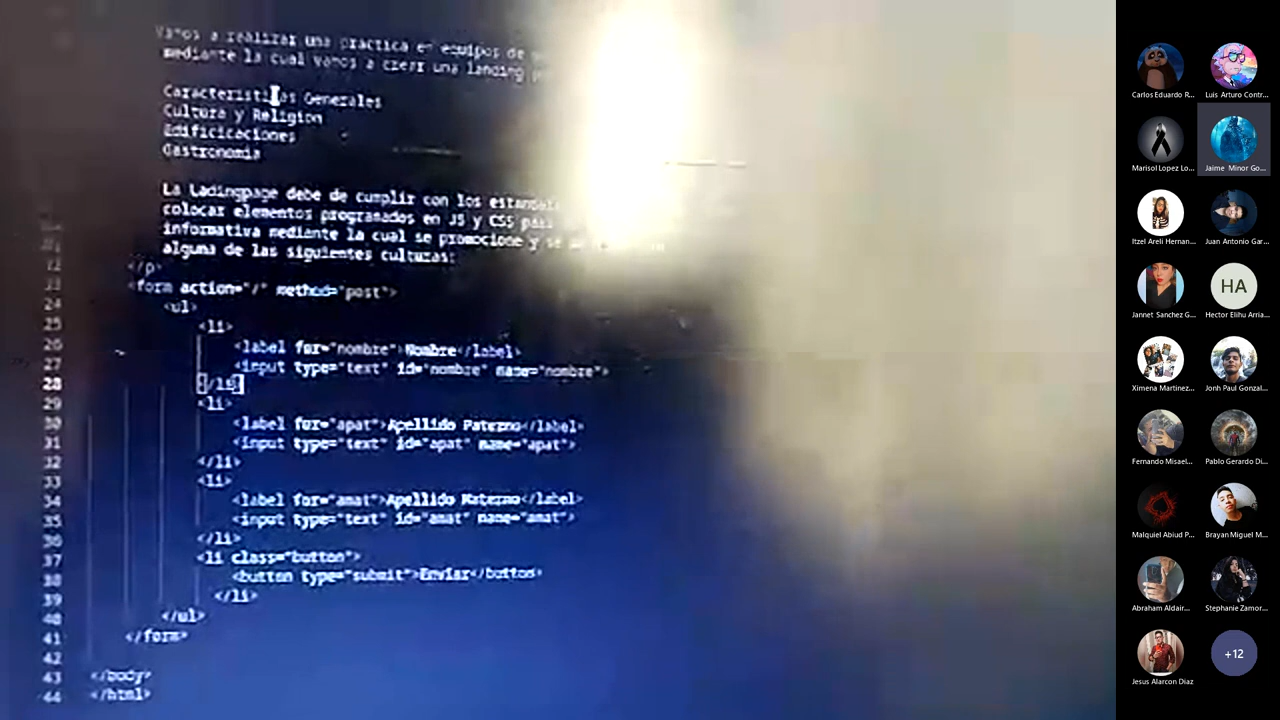 Vamos a realizar una practica en equipos de
mediante la cual vamos a crear una landing
Caracteristicas Generales
Cultura y Religion
Edificicaciones
Gastronomia
La Ladingpage debe de cumplir con los
colocar elementos programados en JS y CSS
informativa mediante la cual se promocione y
alguna de las siguientes culturas:
22 </p>
23 <form action="/" method="post">
24 <ul>
25 <li>
26 <label for="nombre">Nombre</label>
27 <input type="text" id="nombre" name="nombre">
28 </li>
29 <li>
30 <label for="apat">Apellido Paterno</label>
31 <input type="text" id="apat" name="apat">
32 </li>
33 <li>
34 <label for="amat">Apellido Materno</label>
35 <input type="text" id="amat" name="amat">
36 </li>
37 <li class="button">
38 <button type="submit">Enviar</button>
39 </li>
40 </ul>
41 </form>
42
43 </body>
44 </html>
Carlos Eduardo R...
Luis Arturo Contr...
Marisol Lopez Lo...
Jaime Minor Go...
Itzel Areli Hernan...
Juan Antonio Gar...
Jannet Sanchez G...
HA
Hector Elihu Arria...
Ximena Martinez...
Jonh Paul Gonzal...
Fernando Misael...
Pablo Gerardo Di...
Malquiel Abiud P...
Brayan Miguel M...
Abraham Aldair...
Stephanie Zamor...
Jesus Alarcon Diaz
+12